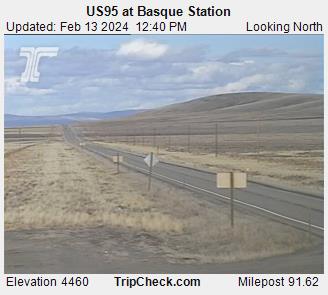 US95 at Basque Station
Updated: Feb 13 2024 12:40 PM Looking North
Elevation 4460 TripCheck.com Milepost 91.62